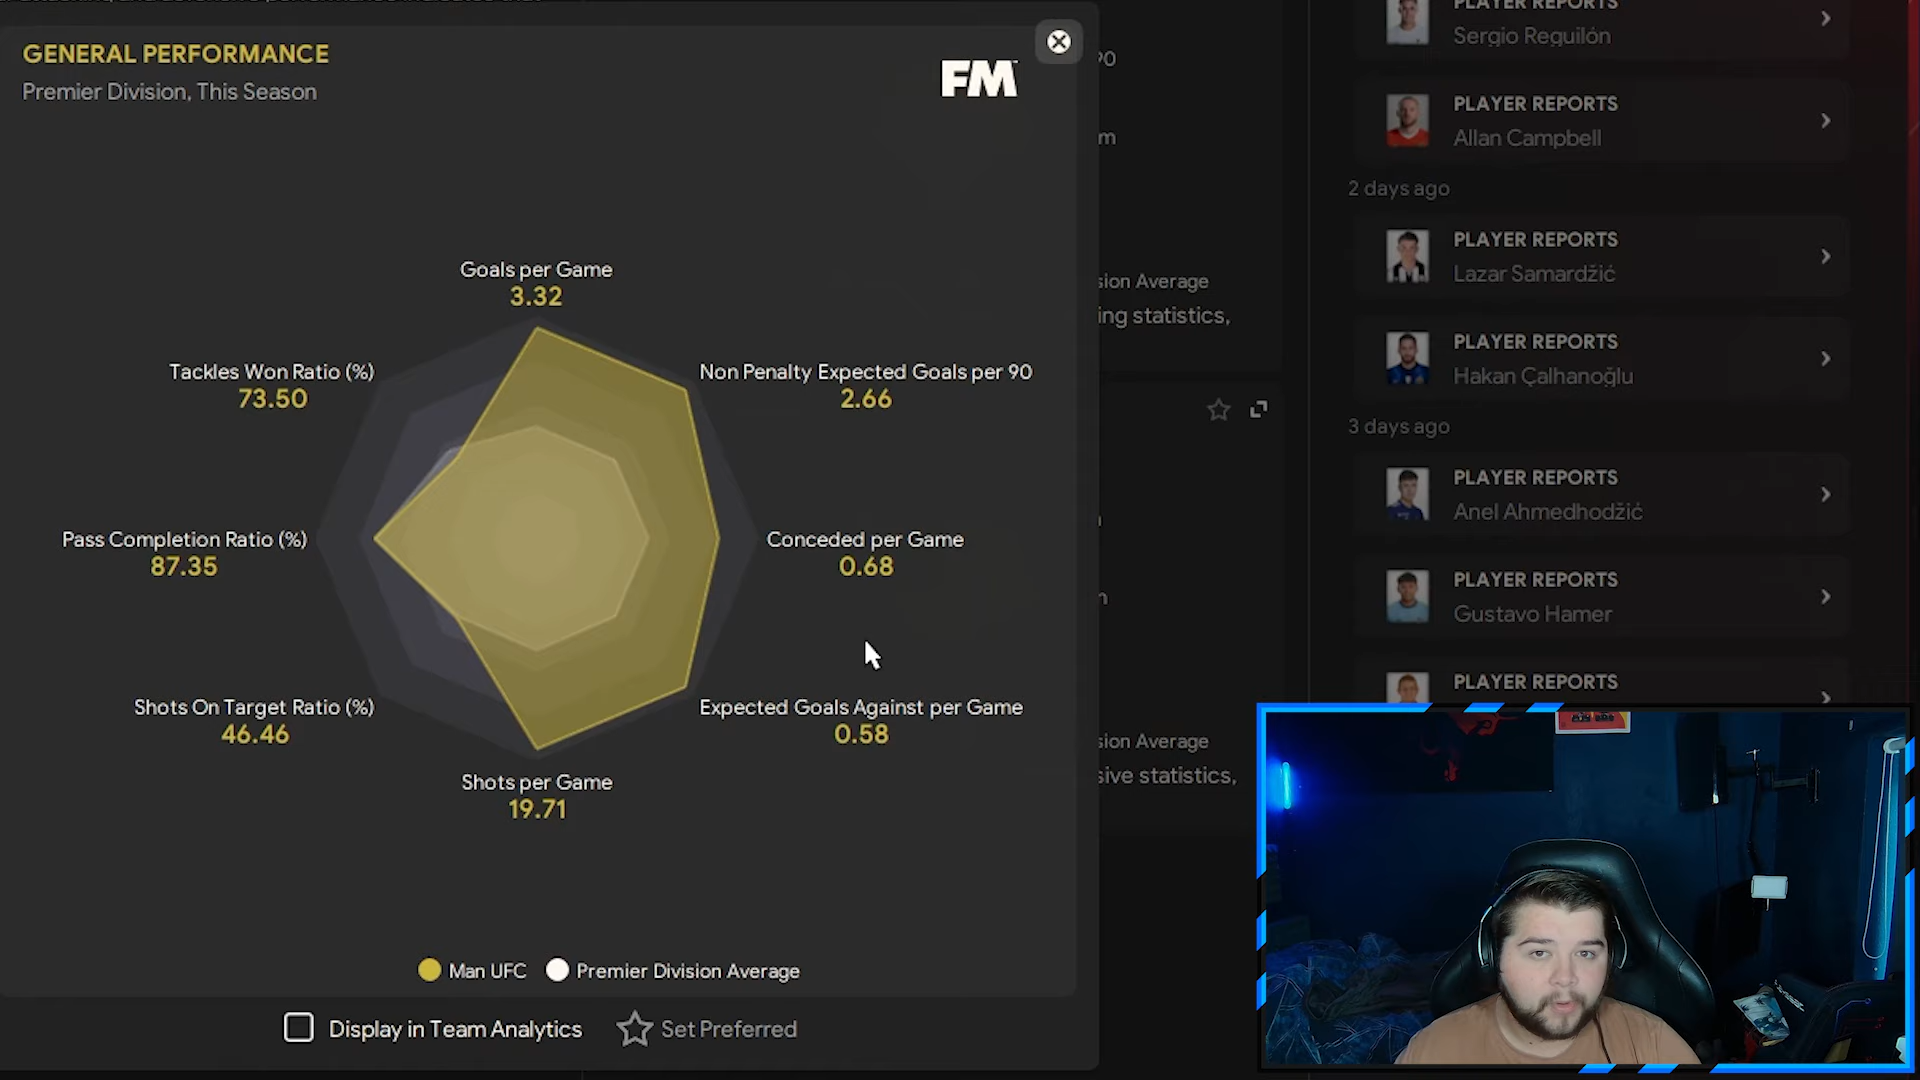 GENERAL PERFORMANCE
Premier Division, This Season
FM
Goals per Game
3.32
Tackles Won Ratio (%)
73.50
Non Penalty Expected Goals per 90
2.66
Pass Completion Ratio (%)
87.35
Conceded per Game
0.68
Shots On Target Ratio (%)
46.46
Expected Goals Against per Game
0.58
Shots per Game
19.71
Man UFC
Premier Division Average
Display in Team Analytics
Set Preferred
sion Average
ing statistics,
sion Average
sive statistics,
PLAYER REPORTS
Sergio Reguilón
PLAYER REPORTS
Allan Campbell
2 days ago
PLAYER REPORTS
Lazar Samardžić
PLAYER REPORTS
Hakan Çalhanoğlu
3 days ago
PLAYER REPORTS
Anel Ahmedhodžić
PLAYER REPORTS
Gustavo Hamer
PLAYER REPORTS